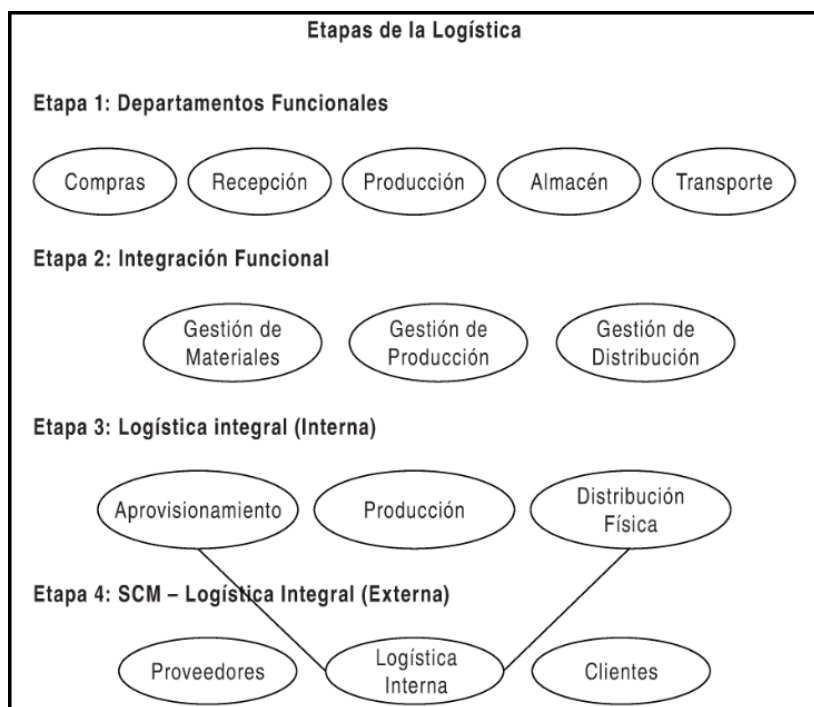 Etapas de la Logística
Etapa 1: Departamentos Funcionales
Compras
Recepción
Producción
Almacén
Transporte
Etapa 2: Integración Funcional
Gestión de
Materiales
Gestión de
Producción
Gestión de
Distribución
Etapa 3: Logística integral (Interna)
Aprovisionamiento
Producción
Distribución
Física
Etapa 4: SCM – Logística Integral (Externa)
Proveedores
Logística
Interna
Clientes